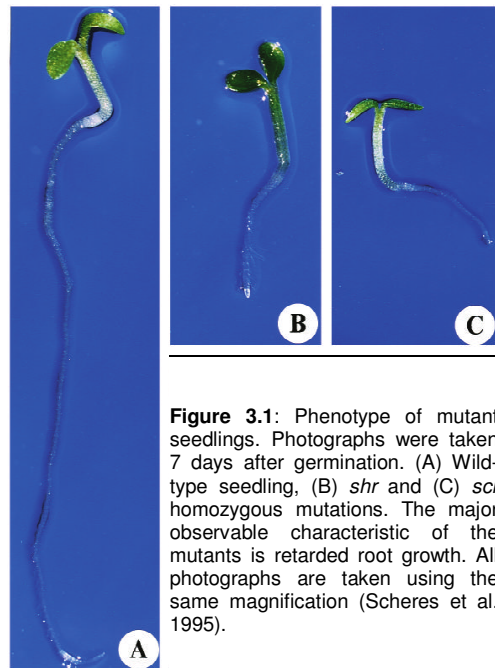 B
C
Figure 3.1: Phenotype of mutant
seedlings. Photographs were taken
7 days after germination. (A) Wild-
type seedling, (B) shr and (C) scr
homozygous mutations. The major
observable characteristic of the
mutants is retarded root growth. All
photographs are taken using the
same magnification (Scheres et al.
1995).
A